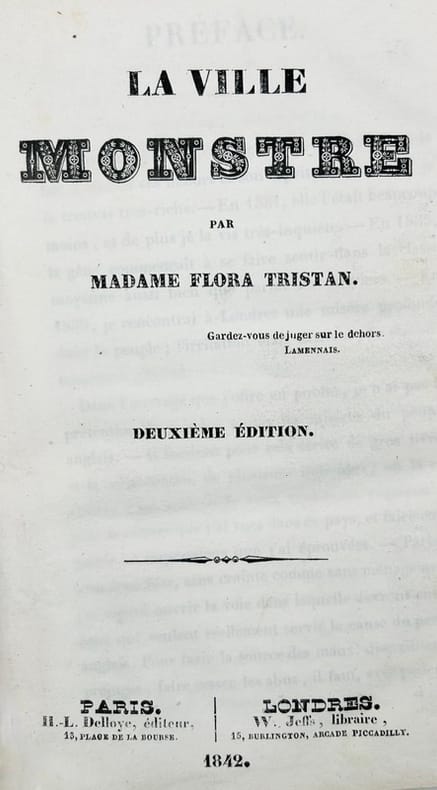 LA VILLE
MONSTRE
PAR
MADAME FLORA TRISTAN.
Gardez-vous de juger sur le dehors.
LAMENNAIS.
DEUXIÈME ÉDITION.
PARIS.
H.-L. Delloye, éditeur,
13, PLACE DE LA BOURSE.
LONDRES.
W. Jeffs, libraire,
15, BURLINGTON, ARCADE PICCADILLY.
1842.